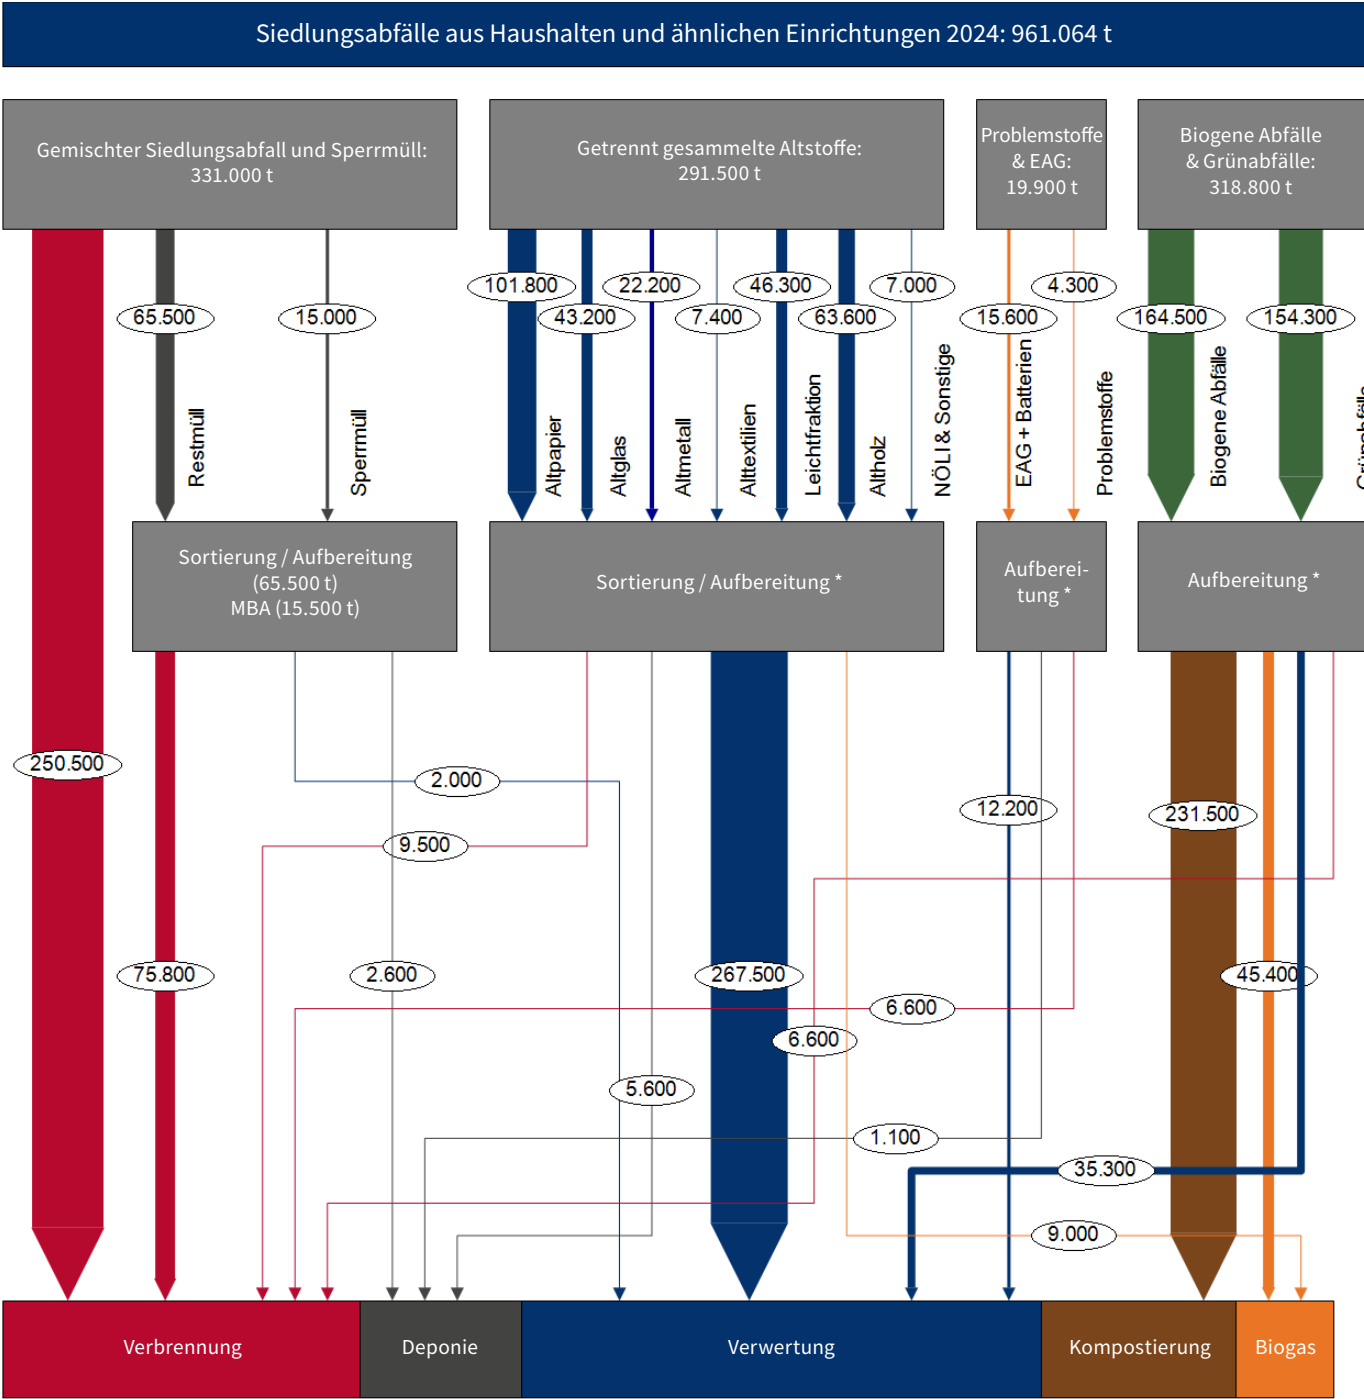 Siedlungsabfälle aus Haushalten und ähnlichen Einrichtungen 2024: 961.064 t
Gemischter Siedlungsabfall und Sperrmüll:
331.000 t
Getrennt gesammelte Altstoffe:
291.500 t
Problemstoffe
& EAG:
19.900 t
Biogene Abfälle
& Grünabfälle:
318.800 t
101.800
22.200
46.300
7.000
4.300
65.500
15.000
43.200
7.400
63.600
15.600
164.500
154.300
Restmüll
Sperrmüll
Altpapier
Altglas
Altmetall
Alttextilien
Leichtfraktion
Altholz
NÖLI & Sonstige
EAG + Batterien
Problemstoffe
Biogene Abfälle
Sortierung / Aufbereitung
(65.500 t)
MBA (15.500 t)
Sortierung / Aufbereitung *
Aufberei-
tung *
Aufbereitung *
250.500
2.000
12.200
231.500
9.500
75.800
2.600
267.500
45.400
6.600
6.600
5.600
1.100
35.300
9.000
Verbrennung
Deponie
Verwertung
Kompostierung
Biogas